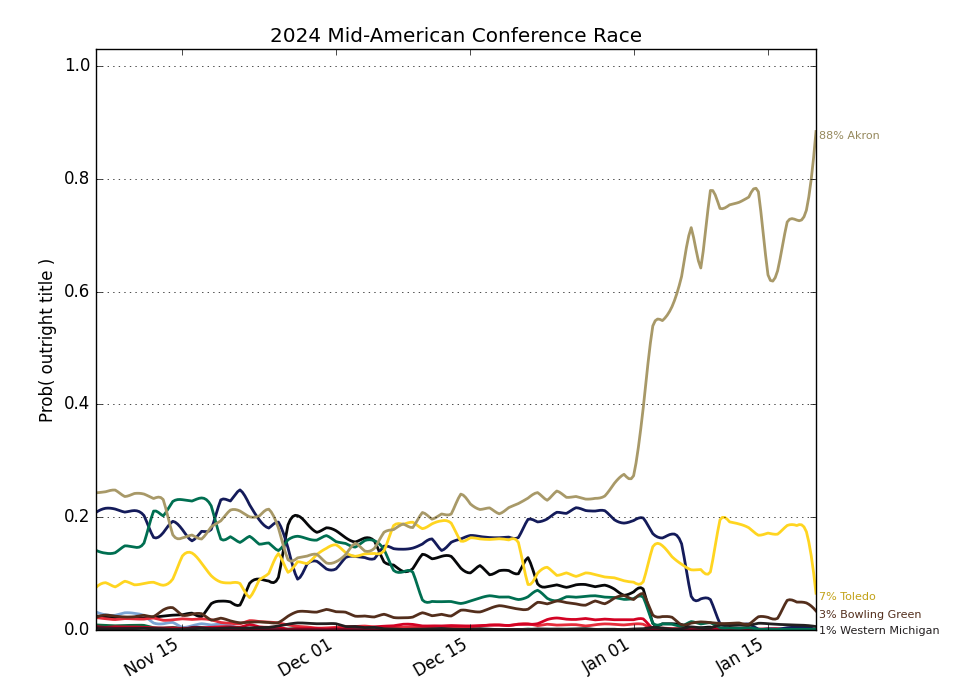 2024 Mid-American Conference Race
1.0
88% Akron
0.8
0.6
Prob( outright title )
0.4
0.2
7% Toledo
3% Bowling Green
0.0
1% Western Michigan
Nov 15
Dec 01
Dec 15
Jan 01
Jan 15